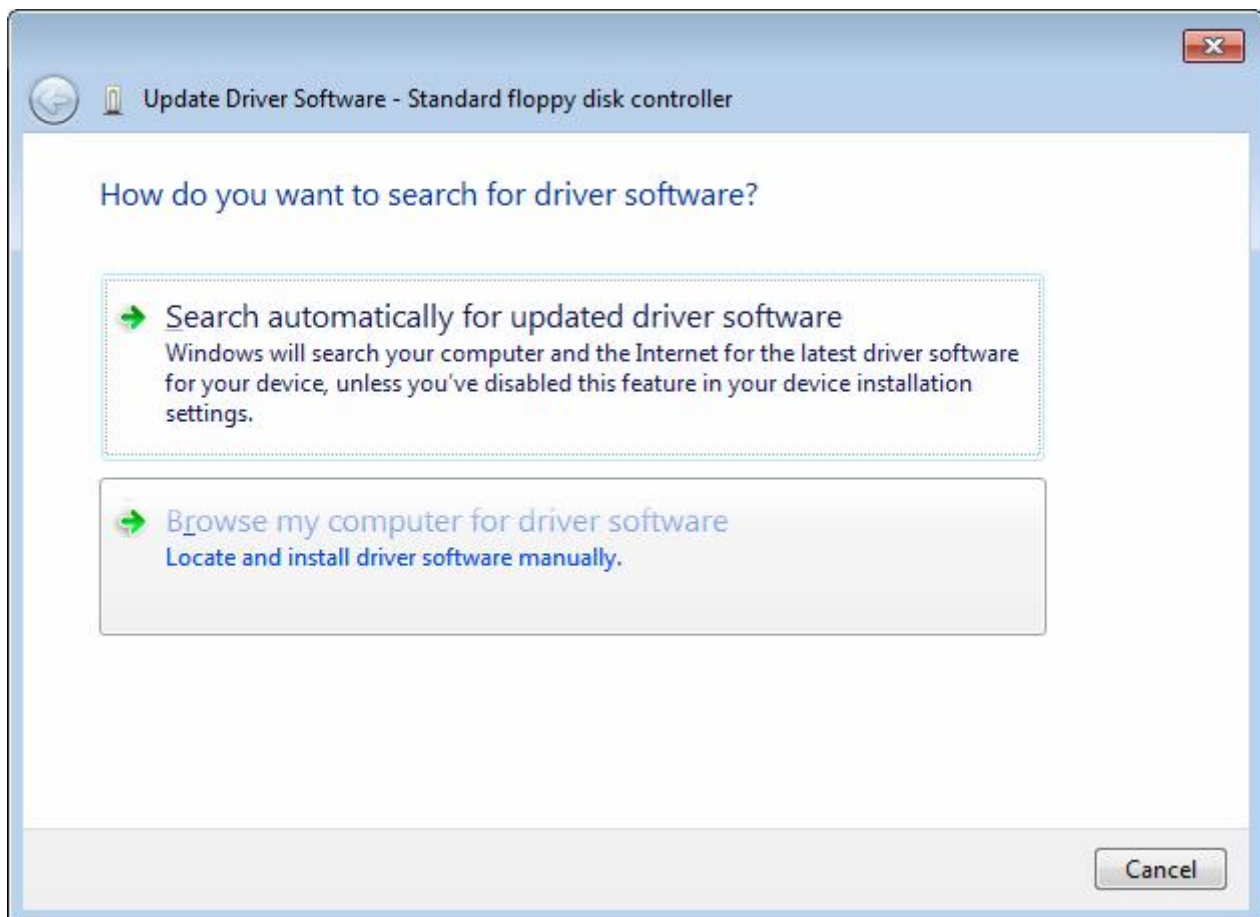 Update Driver Software - Standard floppy disk controller
How do you want to search for driver software?
Search automatically for updated driver software
Windows will search your computer and the Internet for the latest driver software
for your device, unless you've disabled this feature in your device installation
settings.
Browse my computer for driver software
Locate and install driver software manually.
Cancel